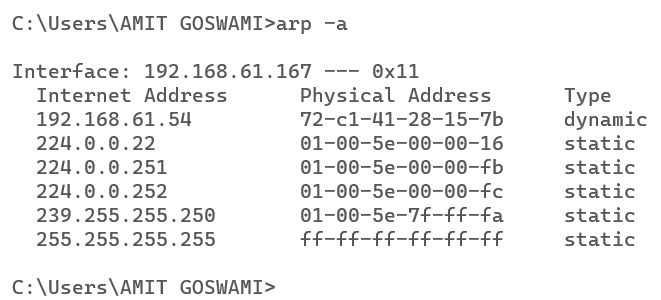 C:\Users\AMIT GOSWAMI>arp -a
Interface: 192.168.61.167 --- 0x11
Internet Address Physical Address Type
192.168.61.54 72-c1-41-28-15-7b dynamic
224.0.0.22 01-00-5e-00-00-16 static
224.0.0.251 01-00-5e-00-00-fb static
224.0.0.252 01-00-5e-00-00-fc static
239.255.255.250 01-00-5e-7f-ff-fa static
255.255.255.255 ff-ff-ff-ff-ff-ff static
C:\Users\AMIT GOSWAMI>